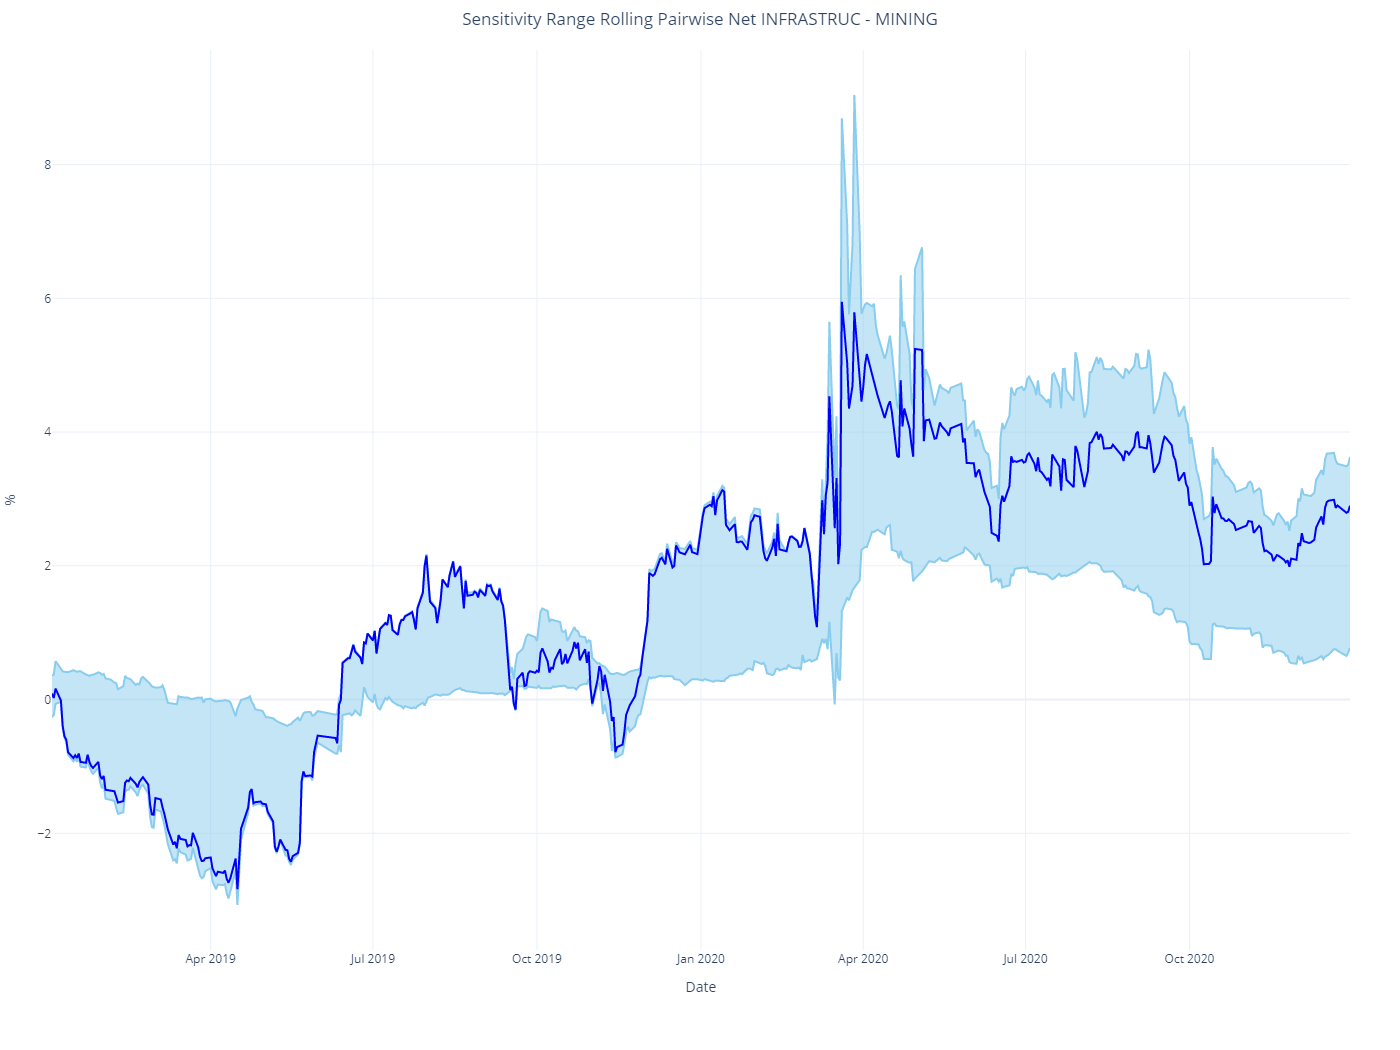 Sensitivity Range Rolling Pairwise Net INFRASTRUC - MINING
8
6
4
2
0
−2
%
Apr 2019 Jul 2019 Oct 2019 Jan 2020 Apr 2020 Jul 2020 Oct 2020
Date